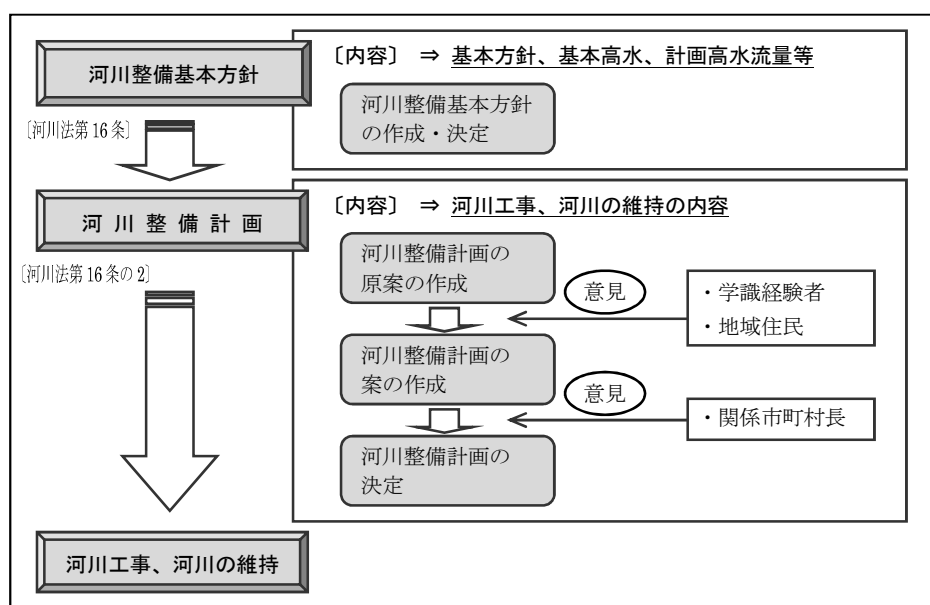 河川整備基本方針
〔河川法第16条〕
〔内容〕 ⇒ 基本方針、基本高水、計画高水流量等
河川整備基本方針
の作成・決定
河 川 整 備 計 画
〔河川法第16条の2〕
〔内容〕 ⇒ 河川工事、河川の維持の内容
河川整備計画の
原案の作成
意見
・学識経験者
・地域住民
河川整備計画の
案の作成
意見
・関係市町村長
河川整備計画の
決定
河川工事、河川の維持